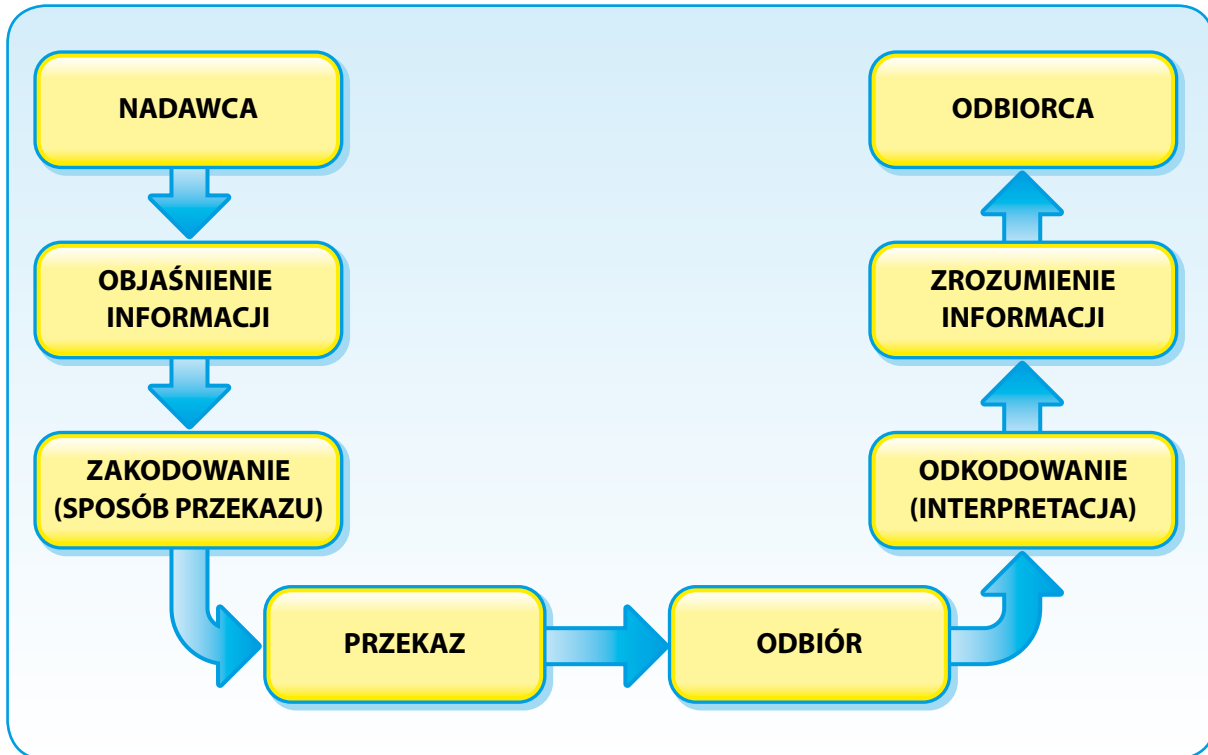 NADAWCA
OBJAŚNIENIE
INFORMACJI
ZAKODOWANIE
(SPOSÓB PRZEKAZU)
PRZEKAZ
ODBIÓR
ODKODOWANIE
(INTERPRETACJA)
ZROZUMIENIE
INFORMACJI
ODBIORCA